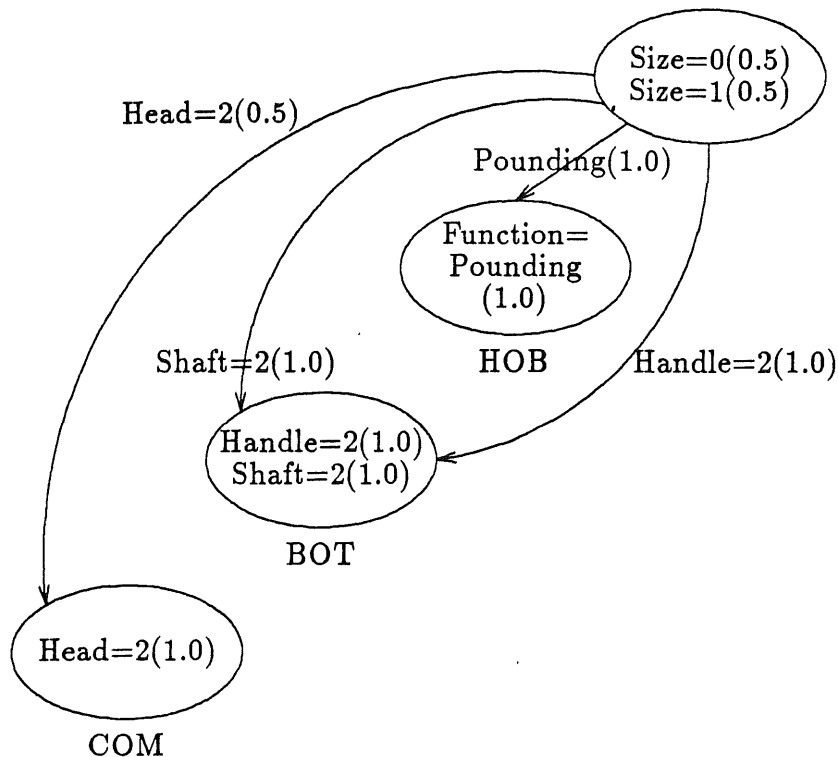 Size=0(0.5)
Size=1(0.5)
Head=2(0.5)
Pounding(1.0)
Function=
Pounding
(1.0)
HOB
Shaft=2(1.0)
Handle=2(1.0)
Handle=2(1.0)
Shaft=2(1.0)
BOT
Head=2(1.0)
COM